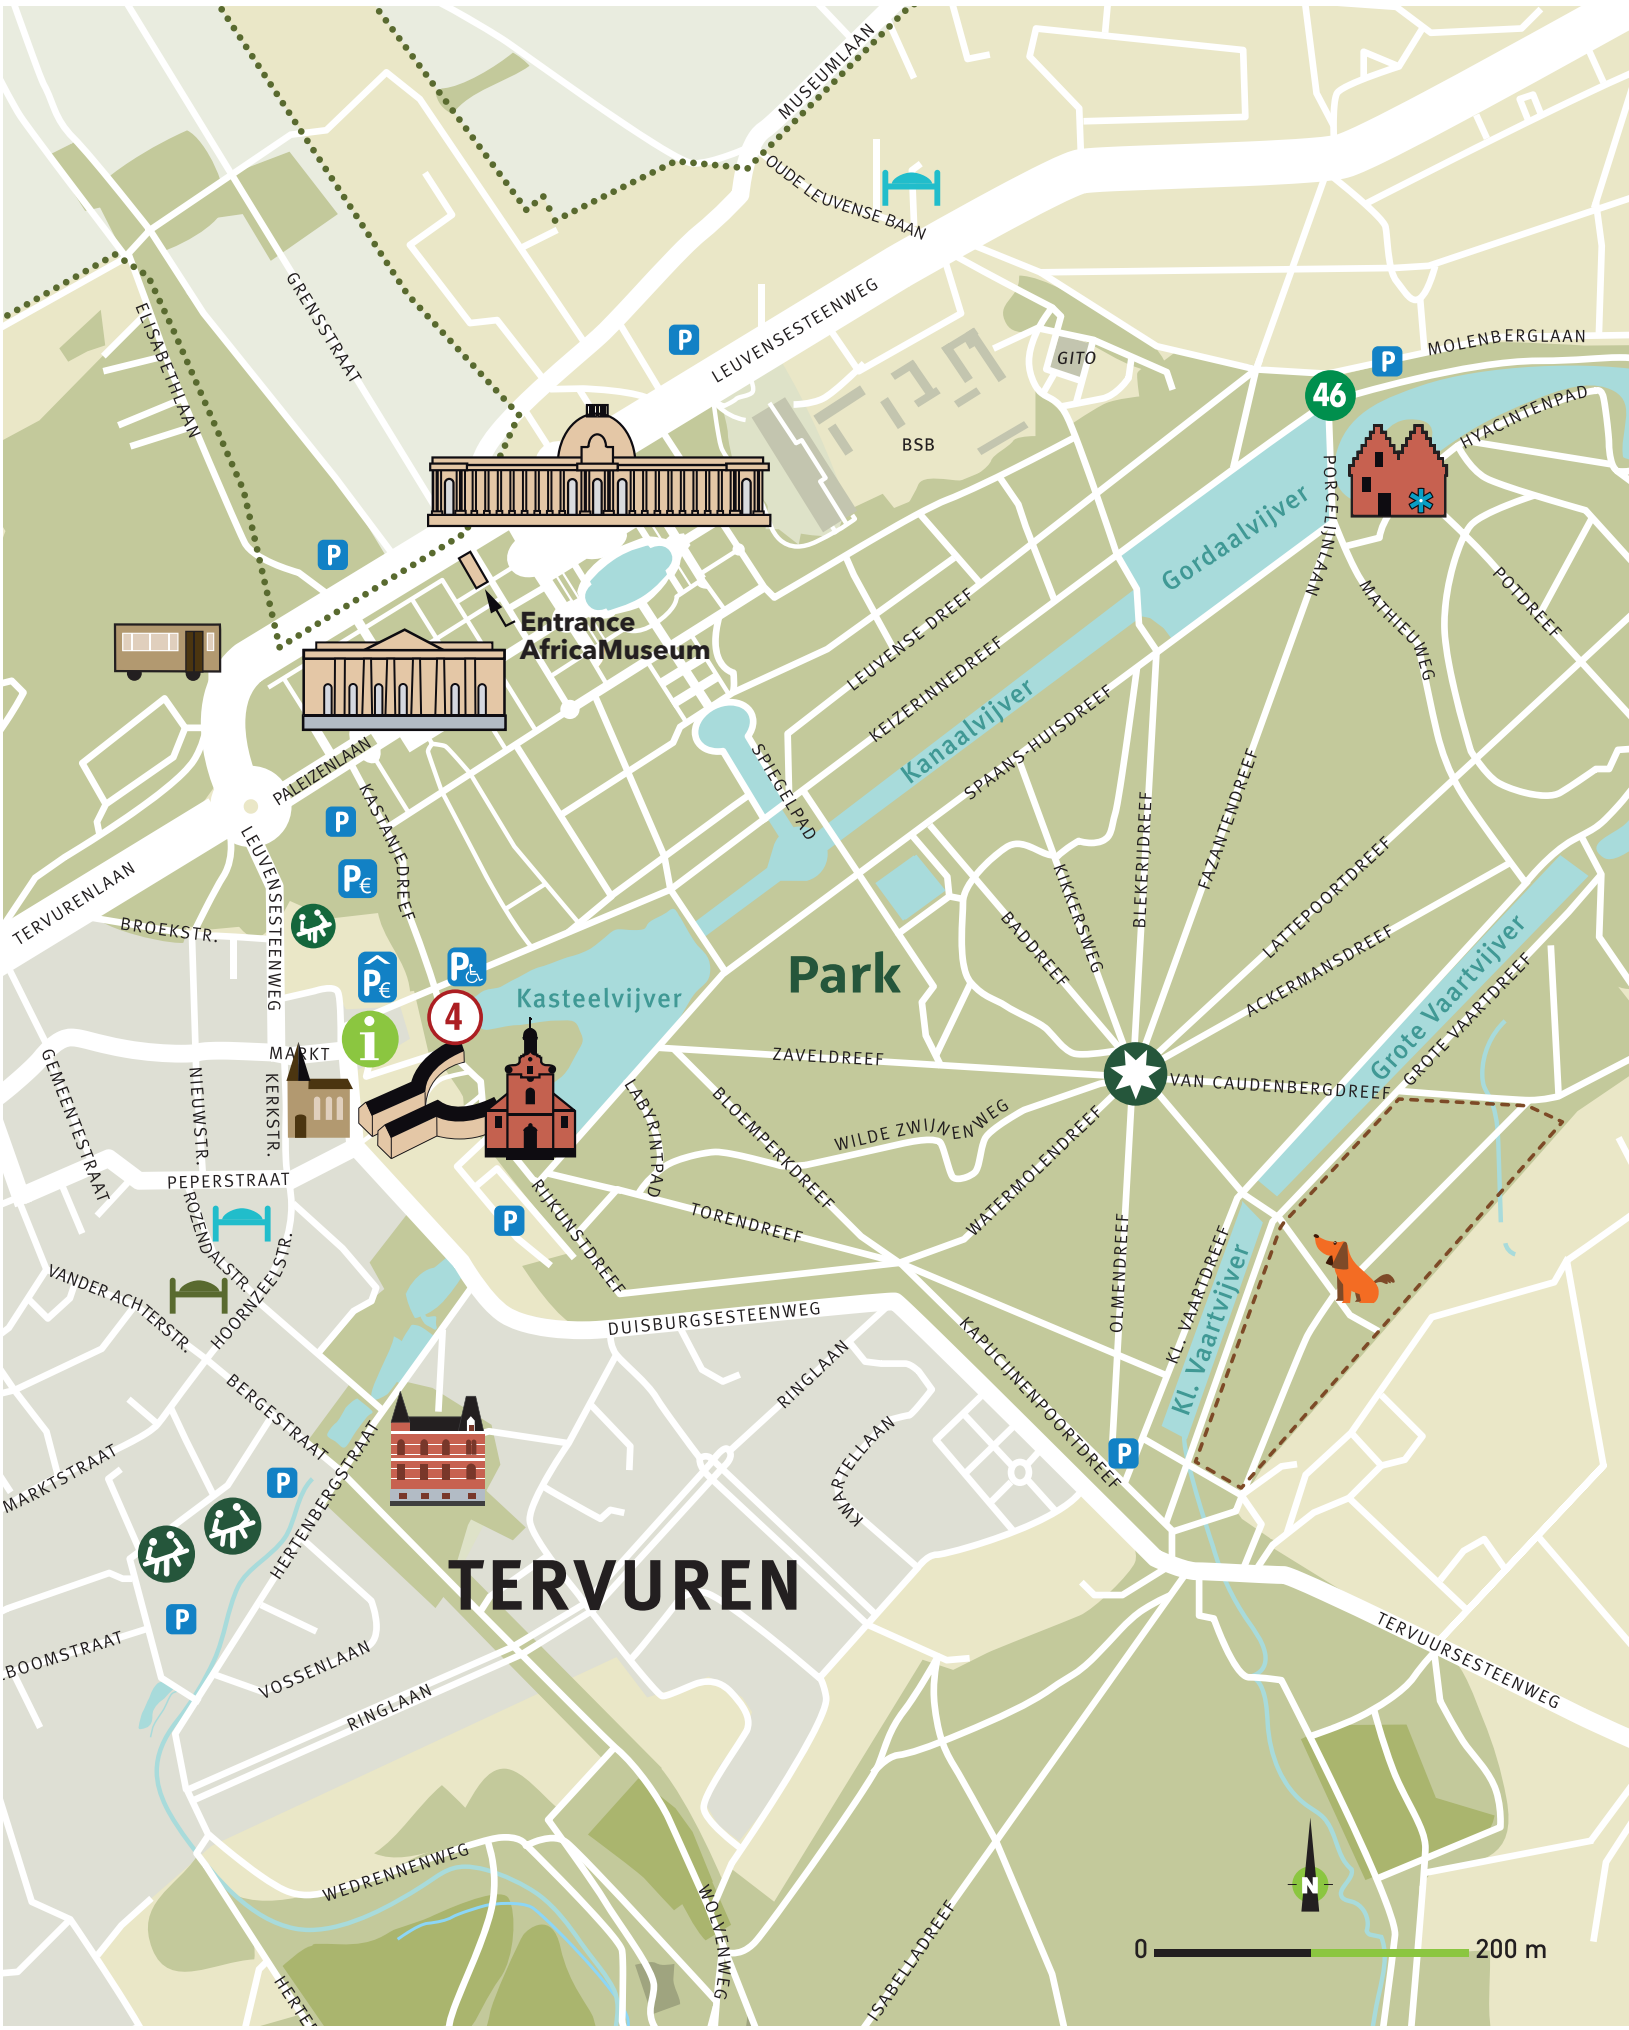 MUSEUMLAAN
OUDE LEUVENSE BAAN
GRENSSTRAAT
ELISABETHLAAN
LEUVENSESTEENWEG
P
GITO
MOLENBERGLAAN
P
46
HYACINTENPAD
BSB
PORCELIJNLAAN
Gordaalvijver
P
Entrance
AfricaMuseum
LEUVENSE DREEF
KEIZERINNEDREEF
Kanaalvijver
SPAANS-HUISDREEF
MATHIEUWEG
POTDREEF
PALEIZENLAAN
SPIEGELPAD
KASTANJEDREEF
P
P€
LEUVENSESTEENWEG
TERVURENLAAN
BROEKSTR.
KIKKERSWEG
BLEKERIJDREEF
FAZANTENDREEF
BADDREEF
LATTEPOORTDREEF
ACKERMANSDREEF
Grote Vaartvijver
GROTE VAARTDREEF
P€
P
Park
Kasteelvijver
4
i
MARKT
GEMEENTESTRAAT
NIEUWSTR.
KERKSTR.
ZAVELDREEF
VAN CAUDENBERGDREEF
LABYRINTPAD
BLOEMPERKDREEF
WILDE ZWIJNENWEG
WATERMOLENDREEF
PEPERSTRAAT
ROZENDALSTR.
RIJKUNSTDREEF
P
TORENDREEF
OLMENDREEF
KL. VAARTDREEF
Kl. Vaartvijver
VANDER ACHTERSTR.
HOORNZEELSTR.
DUISBURGSESTEENWEG
KAPUCIJNENPOORTDREEF
RINGLAAN
BERGESTRAAT
KWARTELLAAN
MARKTSTRAAT
P
HERTENBERGSTRAAT
P
TERVUREN
P
BOOMSTRAAT
VOSSENLAAN
RINGLAAN
TERVUURSESTEENWEG
WEDRENNENWEG
WOLVENWEG
ISABELLADREEF
N
0
200 m